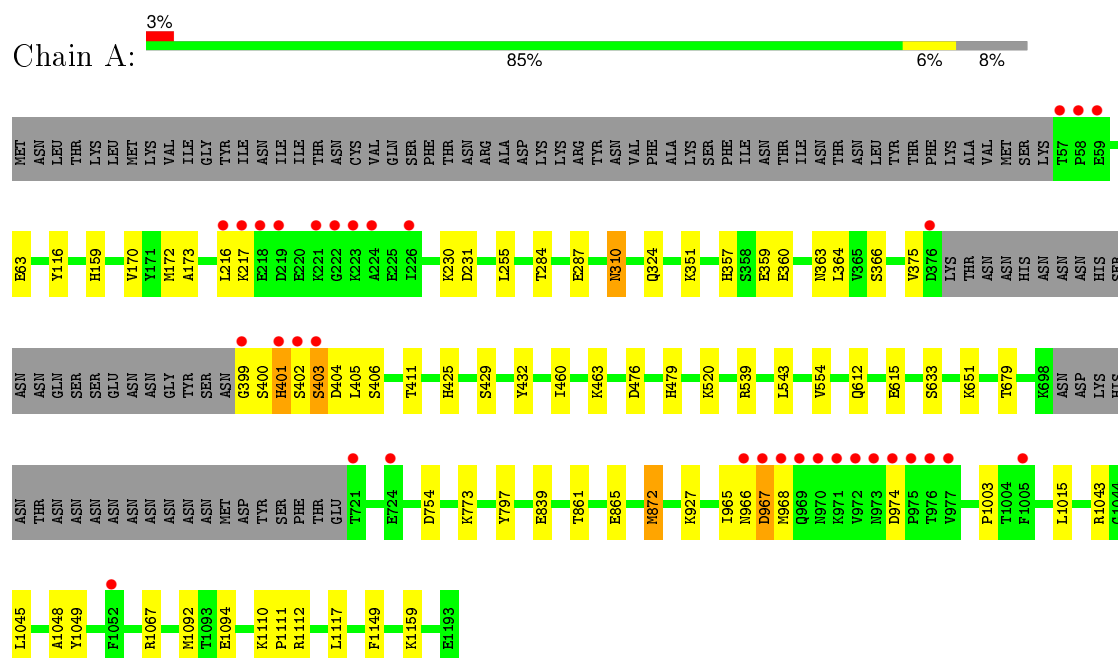 3%
Chain A:
85% 6% 8%
MET ASN LEU THR LYS LEU MET LYS VAL ILE GLY TYR ILE ASN ILE ILE THR ASN CYS VAL GLN SER PHE THR ASN ARG ALA ASP LYS LYS ARG TYR ASN VAL PHE ALA LYS SER PHE ILE ASN THR ILE ASN THR ASN LEU TYR THR PHE LYS ALA VAL MET SER LYS T57 P58 E59
E63 Y116 H159 V170 Y171 M172 A173 L216 K217 E218 D219 E220 K221 G222 K223 A224 E225 I226 K230 D231 L255 T284 E287 N310 Q324 K351 H357 S358 E359 E360 N363 L364 V365 S366 V375 D376 LYS THR ASN ASN HIS ASN ASN ASN HIS SER
ASN ASN GLN SER SER GLU ASN ASN GLY TYR SER ASN G399 S400 H401 S402 S403 D404 L405 S406 T411 H425 S429 Y432 I460 K463 D476 H479 K520 R539 L543 V554 Q612 E615 S633 K651 T679 K698 ASN ASP LYS HIS
ASN THR ASN ASN ASN ASN ASN ASN ASN ASN ASN MET ASP TYR SER PHE THR GLU T721 E724 D754 K773 Y797 E839 T861 E865 M872 K927 I965 N966 D967 M968 Q969 N970 K971 V972 N973 D974 P975 T976 V977 P1003 T1004 F1005 L1015 R1043 G1044
L1045 A1048 Y1049 F1052 R1067 M1092 T1093 E1094 K1110 P1111 R1112 L1117 F1149 K1159 E1193